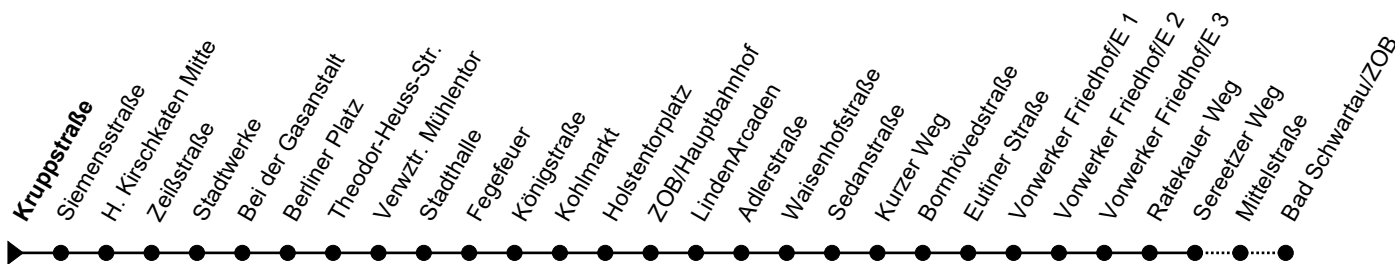 Kruppstraße
Siemensstraße
H. Kirschkaten Mitte
Zeißstraße
Stadtwerke
Bei der Gasanstalt
Berliner Platz
Theodor-Heuss-Str.
Verwztr. Mühlentor
Stadthalle
Fegefeuer
Königstraße
Kohlmarkt
Holstentorplatz
ZOB/Hauptbahnhof
LindenArcaden
Adlerstraße
Waisenhofstraße
Sedanstraße
Kurzer Weg
Bornhövedstraße
Eutiner Straße
Vorwerker Friedhof/E 1
Vorwerker Friedhof/E 2
Vorwerker Friedhof/E 3
Ratekauer Weg
Sereetzer Weg
Mittelstraße
Bad Schwartau/ZOB